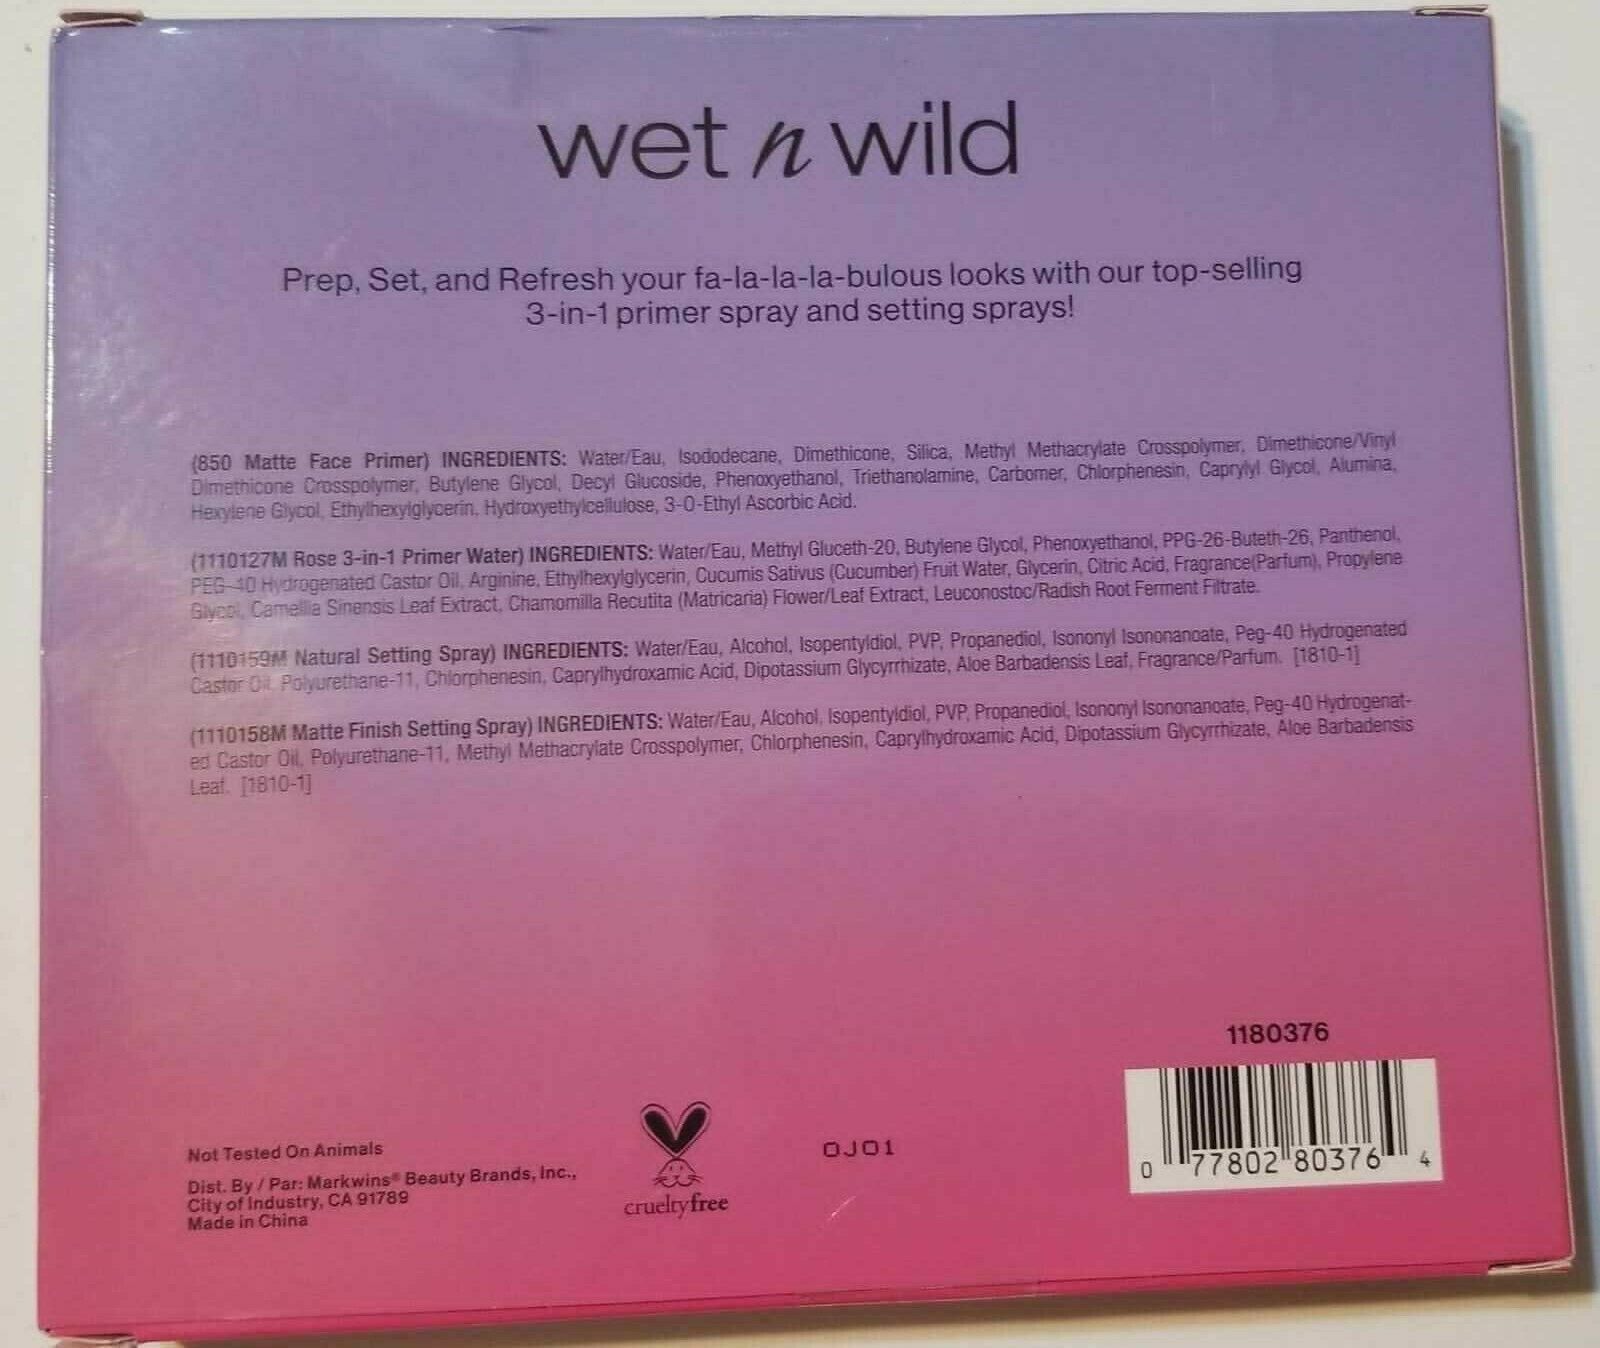 wet n wild
Prep, Set, and Refresh your fa-la-la-la-bulous looks with our top-selling
3-in-1 primer spray and setting sprays!
(850 Matte Face Primer) INGREDIENTS: Water/Eau, Isododecane, Dimethicone, Silica, Methyl Methacrylate Crosspolymer, Dimethicone/Vinyl
Dimethicone Crosspolymer, Butylene Glycol, Decyl Glucoside, Phenoxyethanol, Triethanolamine, Carbomer, Chlorphenesin, Caprylyl Glycol, Alumina,
Hexylene Glycol, Ethylhexylglycerin, Hydroxyethylcellulose, 3-O-Ethyl Ascorbic Acid.
(1110127M Rose 3-in-1 Primer Water) INGREDIENTS: Water/Eau, Methyl Gluceth-20, Butylene Glycol, Phenoxyethanol, PPG-26-Buteth-26, Panthenol,
PEG-40 Hydrogenated Castor Oil, Arginine, Ethylhexylglycerin, Cucumis Sativus (Cucumber) Fruit Water, Glycerin, Citric Acid, Fragrance(Parfum), Propylene
Glycol, Camellia Sinensis Leaf Extract, Chamomilla Recutita (Matricaria) Flower/Leaf Extract, Leuconostoc/Radish Root Ferment Filtrate.
(1110159M Natural Setting Spray) INGREDIENTS: Water/Eau, Alcohol, Isopentyldiol, PVP, Propanediol, Isononyl Isononanoate, Peg-40 Hydrogenated
Castor Oil, Polyurethane-11, Chlorphenesin, Caprylhydroxamic Acid, Dipotassium Glycyrrhizate, Aloe Barbadensis Leaf, Fragrance/Parfum. [1810-1]
(1110158M Matte Finish Setting Spray) INGREDIENTS: Water/Eau, Alcohol, Isopentyldiol, PVP, Propanediol, Isononyl Isononanoate, Peg-40 Hydrogenat-
ed Castor Oil, Polyurethane-11, Methyl Methacrylate Crosspolymer, Chlorphenesin, Caprylhydroxamic Acid, Dipotassium Glycyrrhizate, Aloe Barbadensis
Leaf. [1810-1]
1180376
0 77802 80376 4
Not Tested On Animals
Dist. By / Par: Markwins® Beauty Brands, Inc.,
City of Industry, CA 91789
Made in China
crueltyfree
0J01